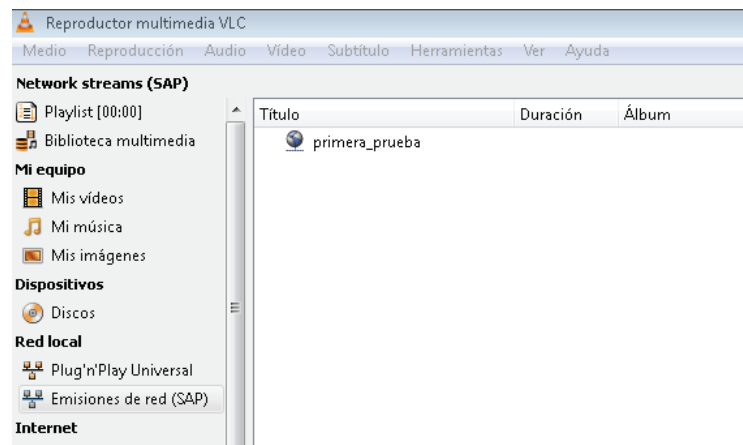 Reproductor multimedia VLC
Medio Reproducción Audio Vídeo Subtítulo Herramientas Ver Ayuda
Network streams (SAP)
Playlist [00:00]
Biblioteca multimedia
Mi equipo
Mis vídeos
Mi música
Mis imágenes
Dispositivos
Discos
Red local
Plug'n'Play Universal
Emisiones de red (SAP)
Internet
Título Duración Álbum
primera_prueba